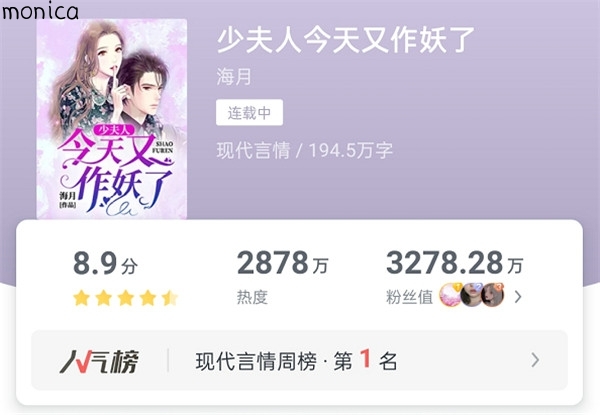 monica
少夫人今天又作妖了
海月
连载中
现代言情 / 194.5万字
少夫人
今天又
SHAO
FUREN
作妖了
海月
[作品]
8.9分
2878万
3278.28万
热度
粉丝值
人气榜
现代言情周榜·第1名